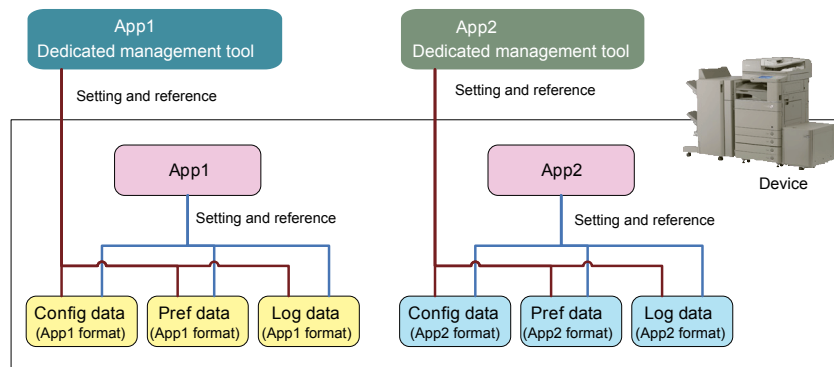 App1
Dedicated management tool
App2
Dedicated management tool
Setting and reference
Setting and reference
App1
App2
Device
Setting and reference
Setting and reference
Config data
(App1 format)
Pref data
(App1 format)
Log data
(App1 format)
Config data
(App2 format)
Pref data
(App2 format)
Log data
(App2 format)